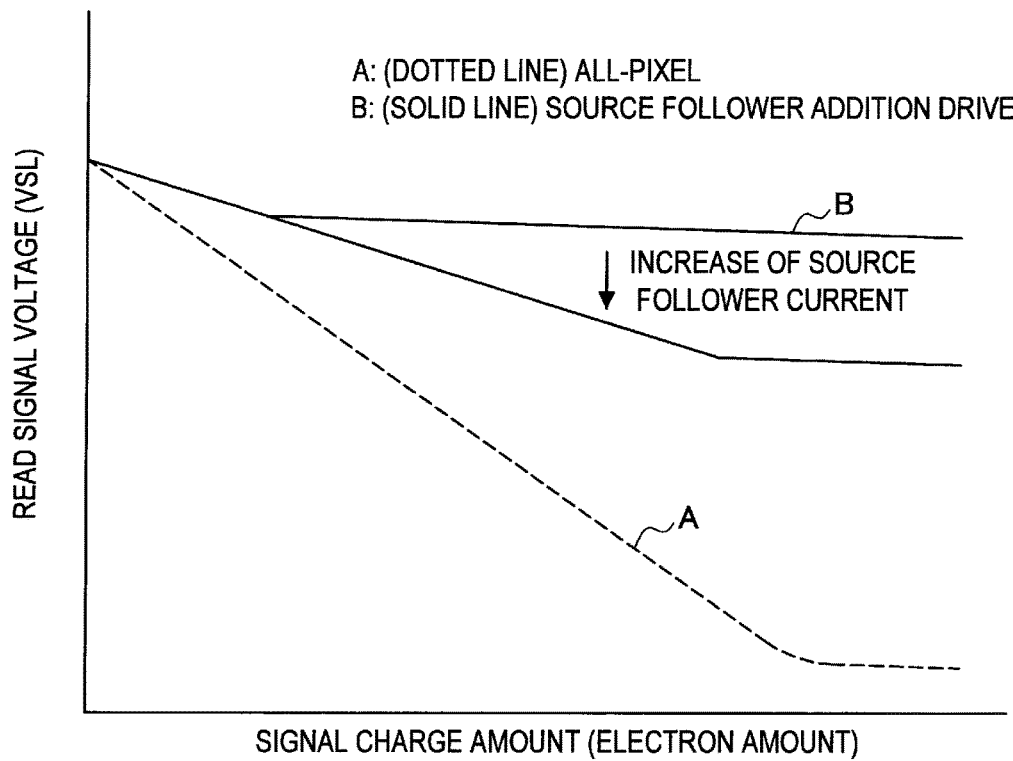 A: (DOTTED LINE) ALL-PIXEL
B: (SOLID LINE) SOURCE FOLLOWER ADDITION DRIVE
READ SIGNAL VOLTAGE (VSL)
B
INCREASE OF SOURCE
FOLLOWER CURRENT
A
SIGNAL CHARGE AMOUNT (ELECTRON AMOUNT)